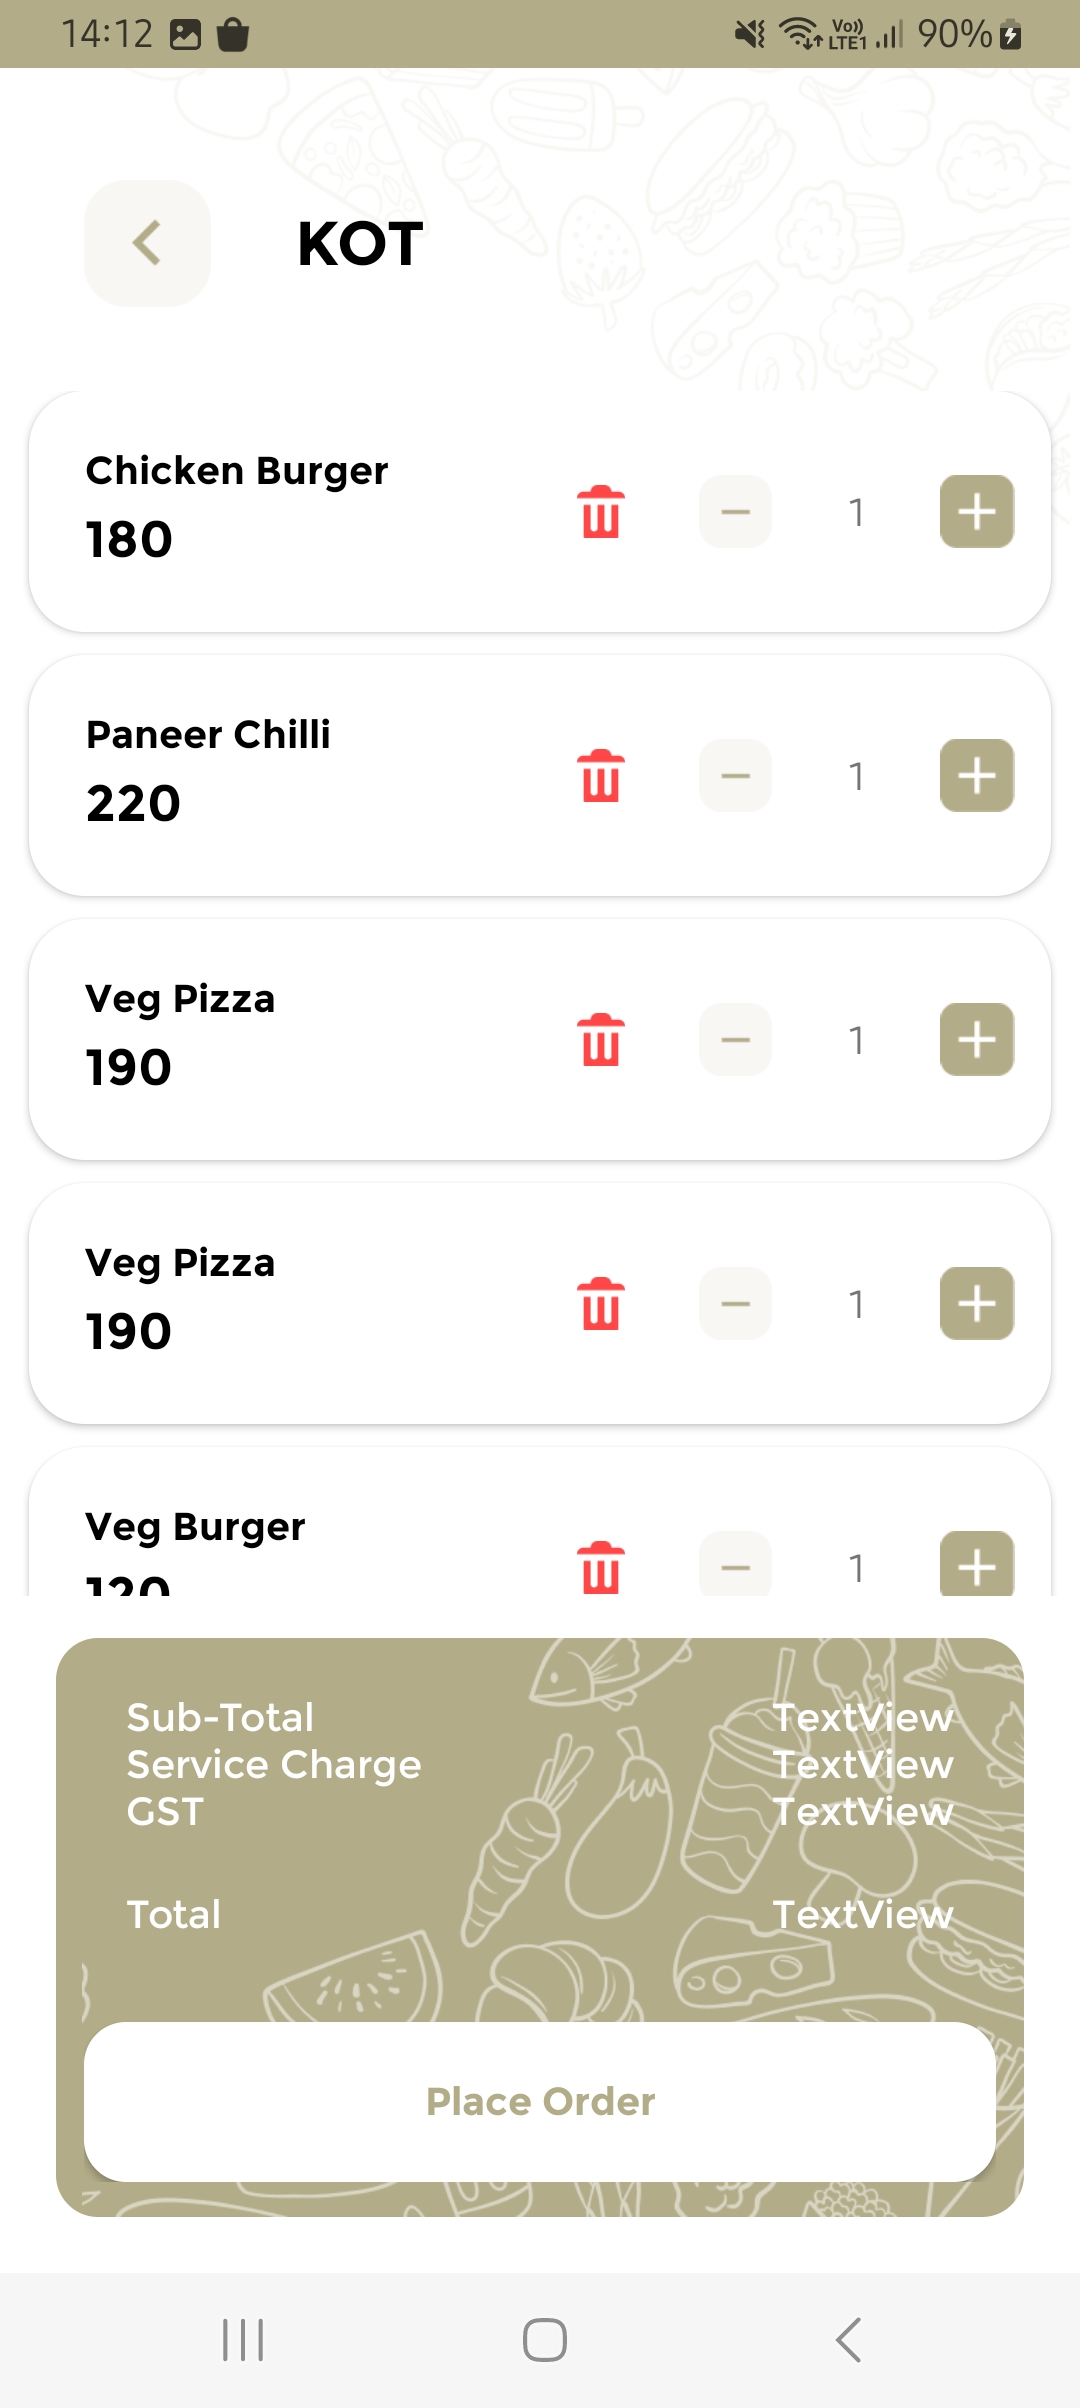 14:12 Vo)) LTE1 90%
KOT
Chicken Burger
180
1
Paneer Chilli
220
1
Veg Pizza
190
1
Veg Pizza
190
1
Veg Burger
120
1
Sub-Total TextView
Service Charge TextView
GST TextView
Total TextView
Place Order